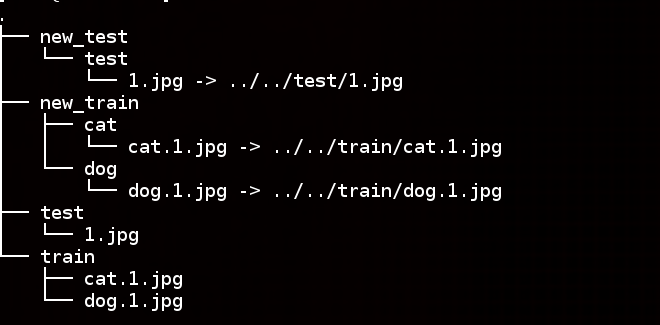 .
├── new_test
│   └── test
│       └── 1.jpg -> ../../test/1.jpg
├── new_train
│   ├── cat
│   │   └── cat.1.jpg -> ../../train/cat.1.jpg
│   └── dog
│       └── dog.1.jpg -> ../../train/dog.1.jpg
├── test
│   └── 1.jpg
└── train
    ├── cat.1.jpg
    └── dog.1.jpg